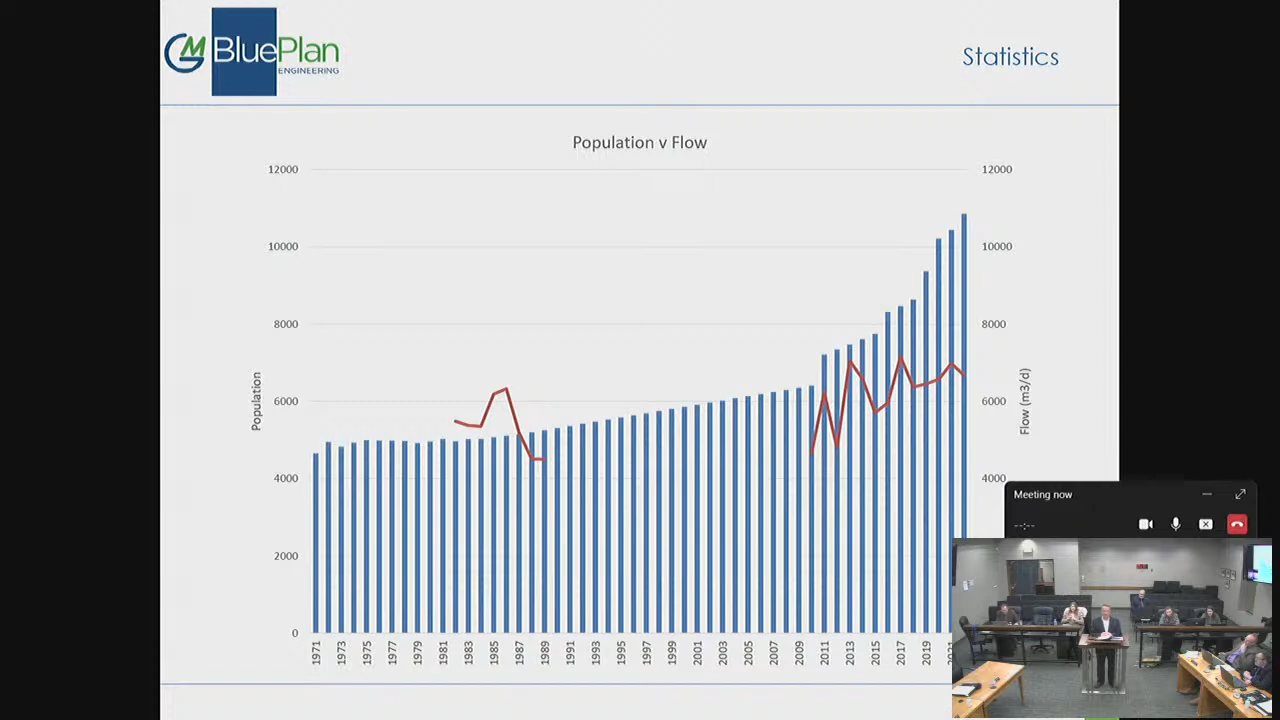 GM BluePlan
ENGINEERING
Statistics
Population v Flow
12000
10000
8000
6000
4000
2000
0
Population
12000
10000
8000
6000
4000
Flow (m3/d)
1971 1973 1975 1977 1979 1981 1983 1985 1987 1989 1991 1993 1995 1997 1999 2001 2003 2005 2007 2009 2011 2013 2015 2017 2019
Meeting now
--:--